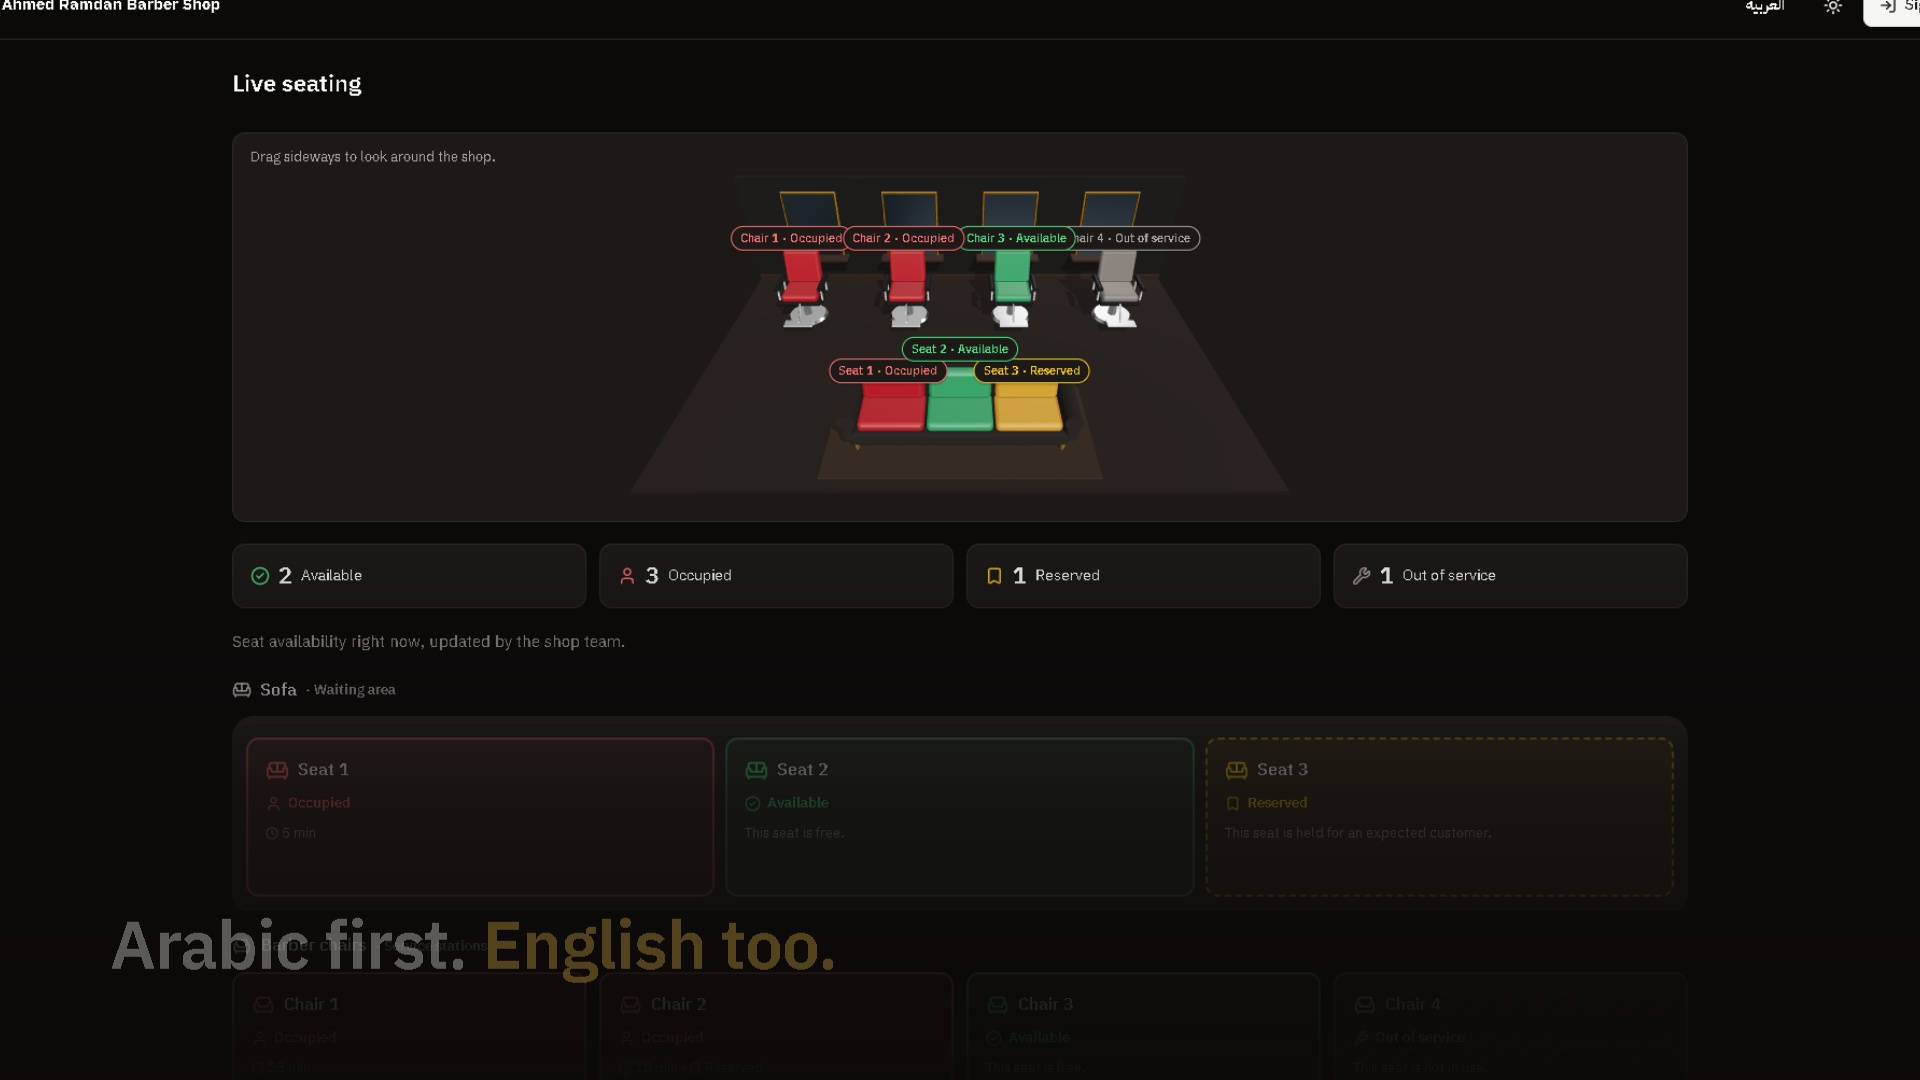 Ahmed Ramdan Barber Shop
العربية
Live seating
Drag sideways to look around the shop.
Chair 1 • Occupied
Chair 2 • Occupied
Chair 3 • Available
hair 4 • Out of service
Seat 2 • Available
Seat 1 • Occupied
Seat 3 • Reserved
2 Available
3 Occupied
1 Reserved
1 Out of service
Seat availability right now, updated by the shop team.
Sofa · Waiting area
Seat 1
Occupied
5 min
Seat 2
Available
This seat is free.
Seat 3
Reserved
This seat is held for an expected customer.
Arabic first. English too.
Barber chairs
Chair 1
Occupied
Chair 2
Occupied
Reserved
Chair 3
Available
This seat is free.
Chair 4
Out of service
This seat is not in use.